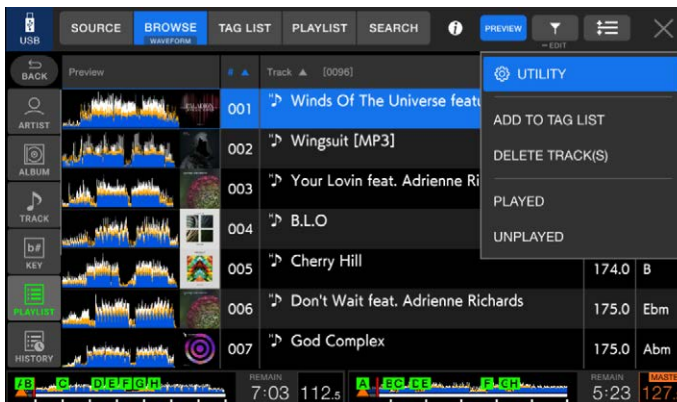 USB
SOURCE
BROWSE
WAVEFORM
TAG LIST
PLAYLIST
SEARCH
i
PREVIEW
EDIT
BACK
Preview
#
Track [0096]
UTILITY
ADD TO TAG LIST
DELETE TRACK(S)
PLAYED
UNPLAYED
ARTIST
001 Winds Of The Universe featu
ALBUM
002 Wingsuit [MP3]
003 Your Lovin feat. Adrienne Ri
TRACK
004 B.L.O
b#
KEY
005 Cherry Hill 174.0 B
PLAYLIST
006 Don't Wait feat. Adrienne Richards 175.0 Ebm
HISTORY
007 God Complex 175.0 Abm
A B C D E F G H
REMAIN
7:03 112.5
A B C D E F G H
REMAIN
5:23
MASTE
127.